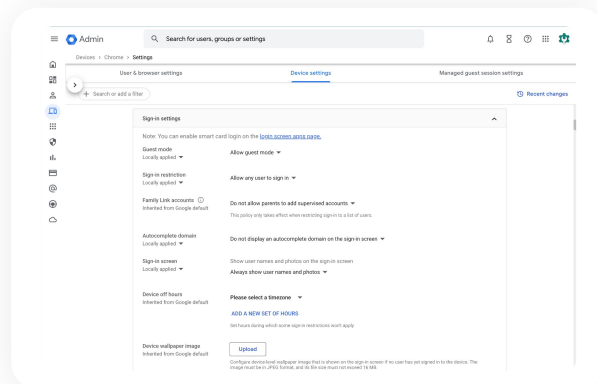 Admin
Search for users, groups or settings
Devices > Chrome > Settings
User & browser settings
Device settings
Managed guest session settings
+ Search or add a filter
Recent changes
Sign-in settings
Note: You can enable smart card login on the login screen apps page.
Guest mode
Locally applied
Allow guest mode
Sign-in restriction
Locally applied
Allow any user to sign in
Family Link accounts
Inherited from Google default
Do not allow parents to add supervised accounts
This policy only takes effect when restricting sign-in to a list of users.
Autocomplete domain
Locally applied
Do not display an autocomplete domain on the sign-in screen
Sign-in screen
Locally applied
Show user names and photos on the sign-in screen
Always show user names and photos
Device off hours
Inherited from Google default
Please select a timezone
ADD A NEW SET OF HOURS
Set hours during which some sign-in restrictions won't apply
Device wallpaper image
Inherited from Google default
Upload
Configure device-level wallpaper image that is shown on the sign-in screen if no user has yet signed in to the device. The
image must be in JPEG format, and its file size must not exceed 16 MB.